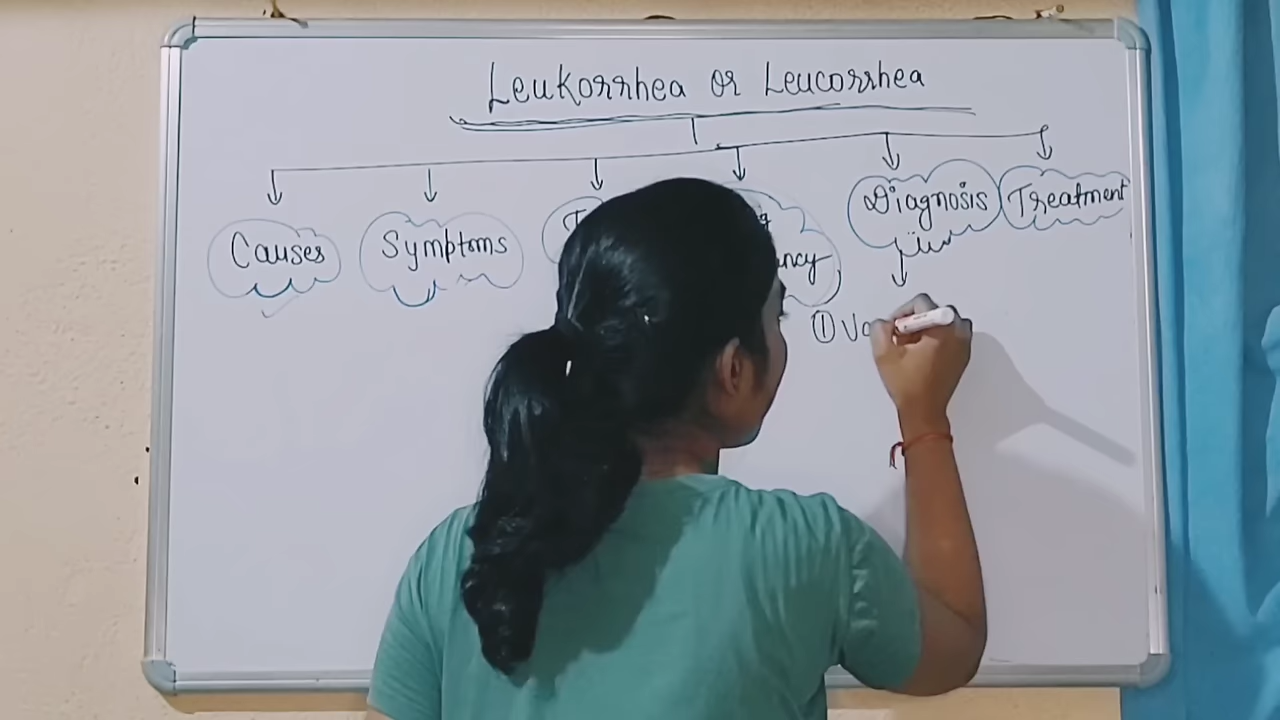 Leukorrhea or Leucorrhea
Causes
Symptoms
Diagnosis
Treatment
①